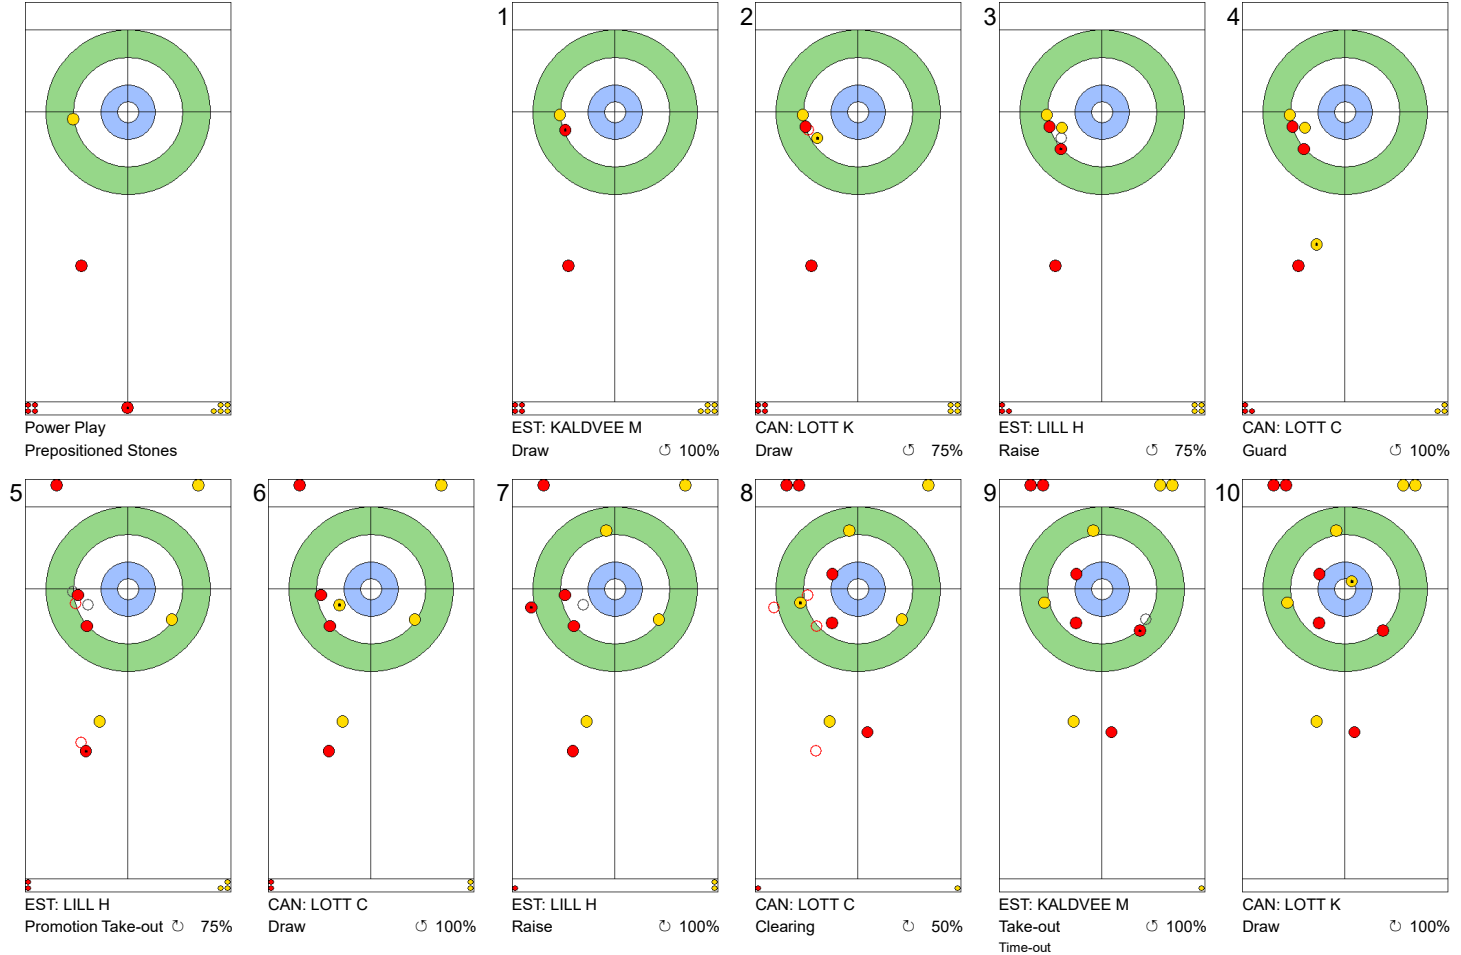 1
2
3
4
Power Play
Prepositioned Stones
EST: KALDVEE M
Draw ↺ 100%
CAN: LOTT K
Draw ↺ 75%
EST: LILL H
Raise ↺ 75%
CAN: LOTT C
Guard ↺ 100%
5
6
7
8
9
10
EST: LILL H
Promotion Take-out ↻ 75%
CAN: LOTT C
Draw ↺ 100%
EST: LILL H
Raise ↻ 100%
CAN: LOTT C
Clearing ↻ 50%
EST: KALDVEE M
Take-out ↺ 100%
Time-out
CAN: LOTT K
Draw ↻ 100%